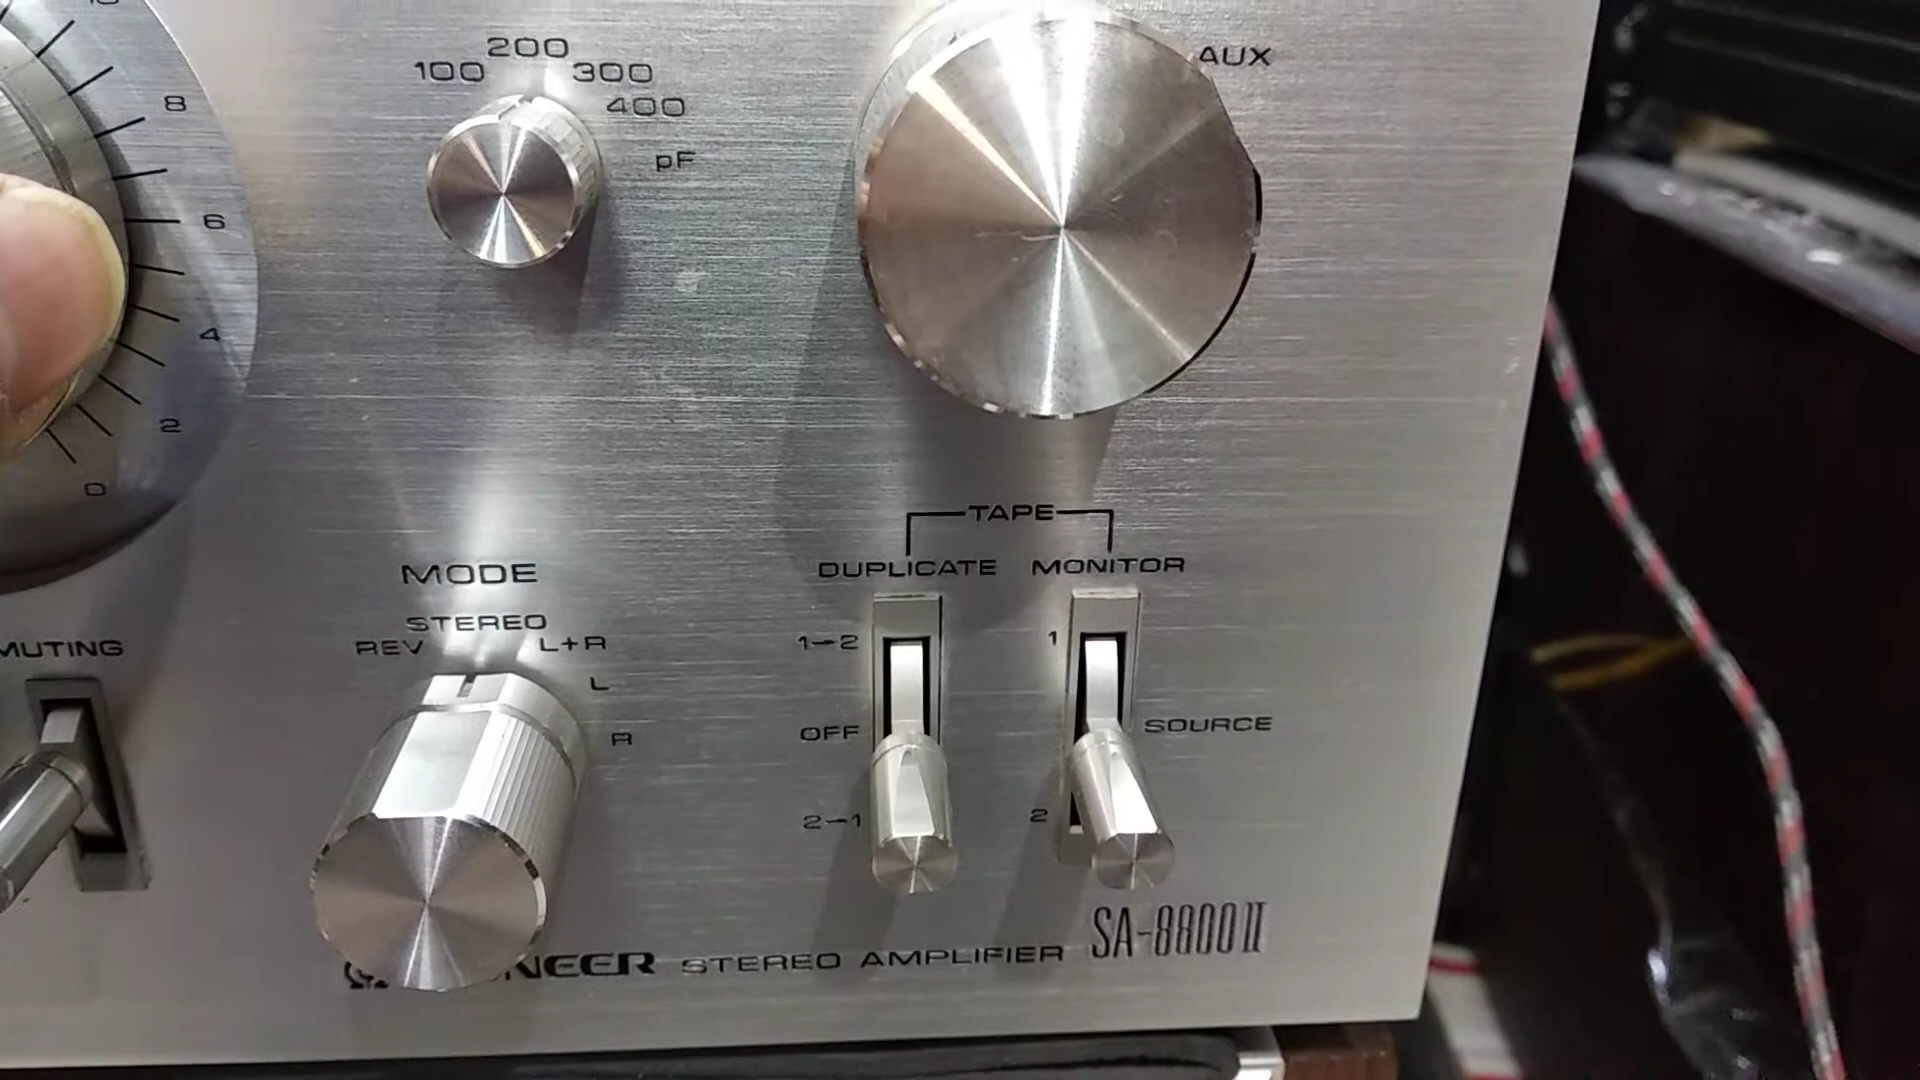 200
100 300
400
pF
AUX
8
6
4
2
0
TAPE
DUPLICATE MONITOR
MODE
STEREO
REV L+R
L
R
MUTING
1→2
OFF
2→1
1
SOURCE
2
STEREO AMPLIFIER SA-8800II